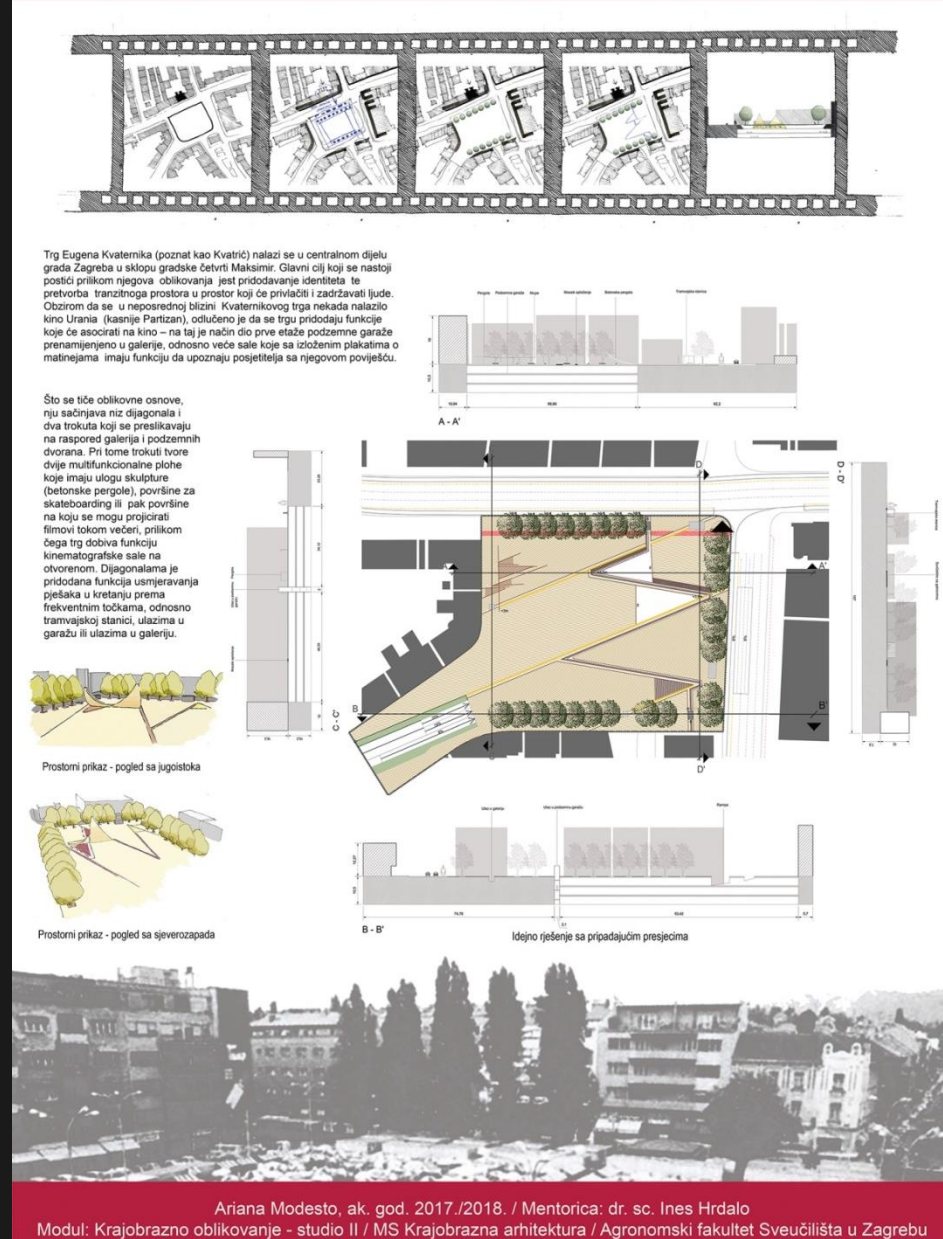 Trg Eugena Kvaternika (poznat kao Kvatrić) nalazi se u centralnom dijelu
grada Zagreba u sklopu gradske četvrti Maksimir. Glavni cilj koji se nastoji
postići prilikom njegova oblikovanja jest pridodavanje identiteta te
pretvorba tranzitnoga prostora u prostor koji će privlačiti i zadržavati ljude.
Obzirom da se u neposrednoj blizini Kvaternikovog trga nekada nalazilo
kino Urania (kasnije Partizan), odlučeno je da se trgu pridodaju funkcije
koje će asocirati na kino – na taj je način dio prve etaže podzemne garaže
prenamijenjeno u galerije, odnosno veće sale koje sa izloženim plakatima o
matinejama imaju funkciju da upoznaju posjetitelja sa njegovom poviješću.
Što se tiče oblikovne osnove,
nju sačinjava niz dijagonala i
dva trokuta koji se preslikavaju
na raspored galerija i podzemnih
dvorana. Pri tome trokuti tvore
dvije multifunkcionalne plohe
koje imaju ulogu skulpture
(betonske pergole), površine za
skateboarding ili pak površine
na koju se mogu projicirati
filmovi tokom večeri, prilikom
čega trg dobiva funkciju
kinematografske sale na
otvorenom. Dijagonalama je
pridodana funkcija usmjeravanja
pješaka u kretanju prema
frekventnim točkama, odnosno
tramvajskoj stanici, ulazima u
garažu ili ulazima u galeriju.
A - A'
D - D'
D
A'
C - C'
B
B'
D'
Prostorni prikaz - pogled sa jugoistoka
Prostorni prikaz - pogled sa sjeverozapada
B - B'
Idejno rješenje sa pripadajućim presjecima
Ariana Modesto, ak. god. 2017./2018. / Mentorica: dr. sc. Ines Hrdalo
Modul: Krajobrazno oblikovanje - studio II / MS Krajobrazna arhitektura / Agronomski fakultet Sveučilišta u Zagrebu